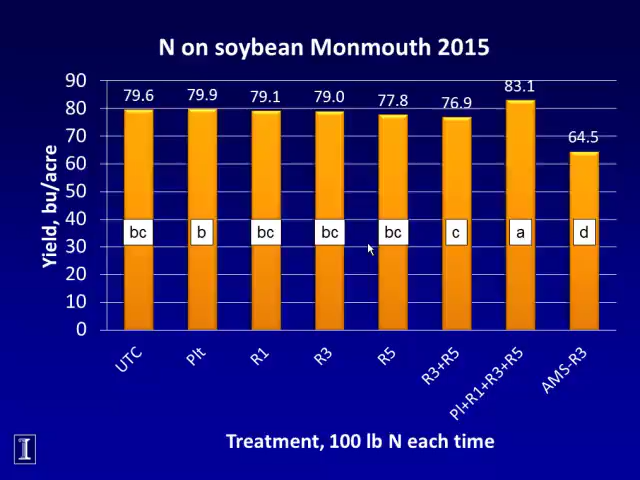 N on soybean Monmouth 2015
Yield, bu/acre
90
80
70
60
50
40
30
20
10
0
79.6 79.9 79.1 79.0 77.8 76.9 83.1 64.5
bc b bc bc bc c a d
UTC Plt R1 R3 R5 R3+R5 Pl+R1+R3+R5 AMS-R3
Treatment, 100 lb N each time
I